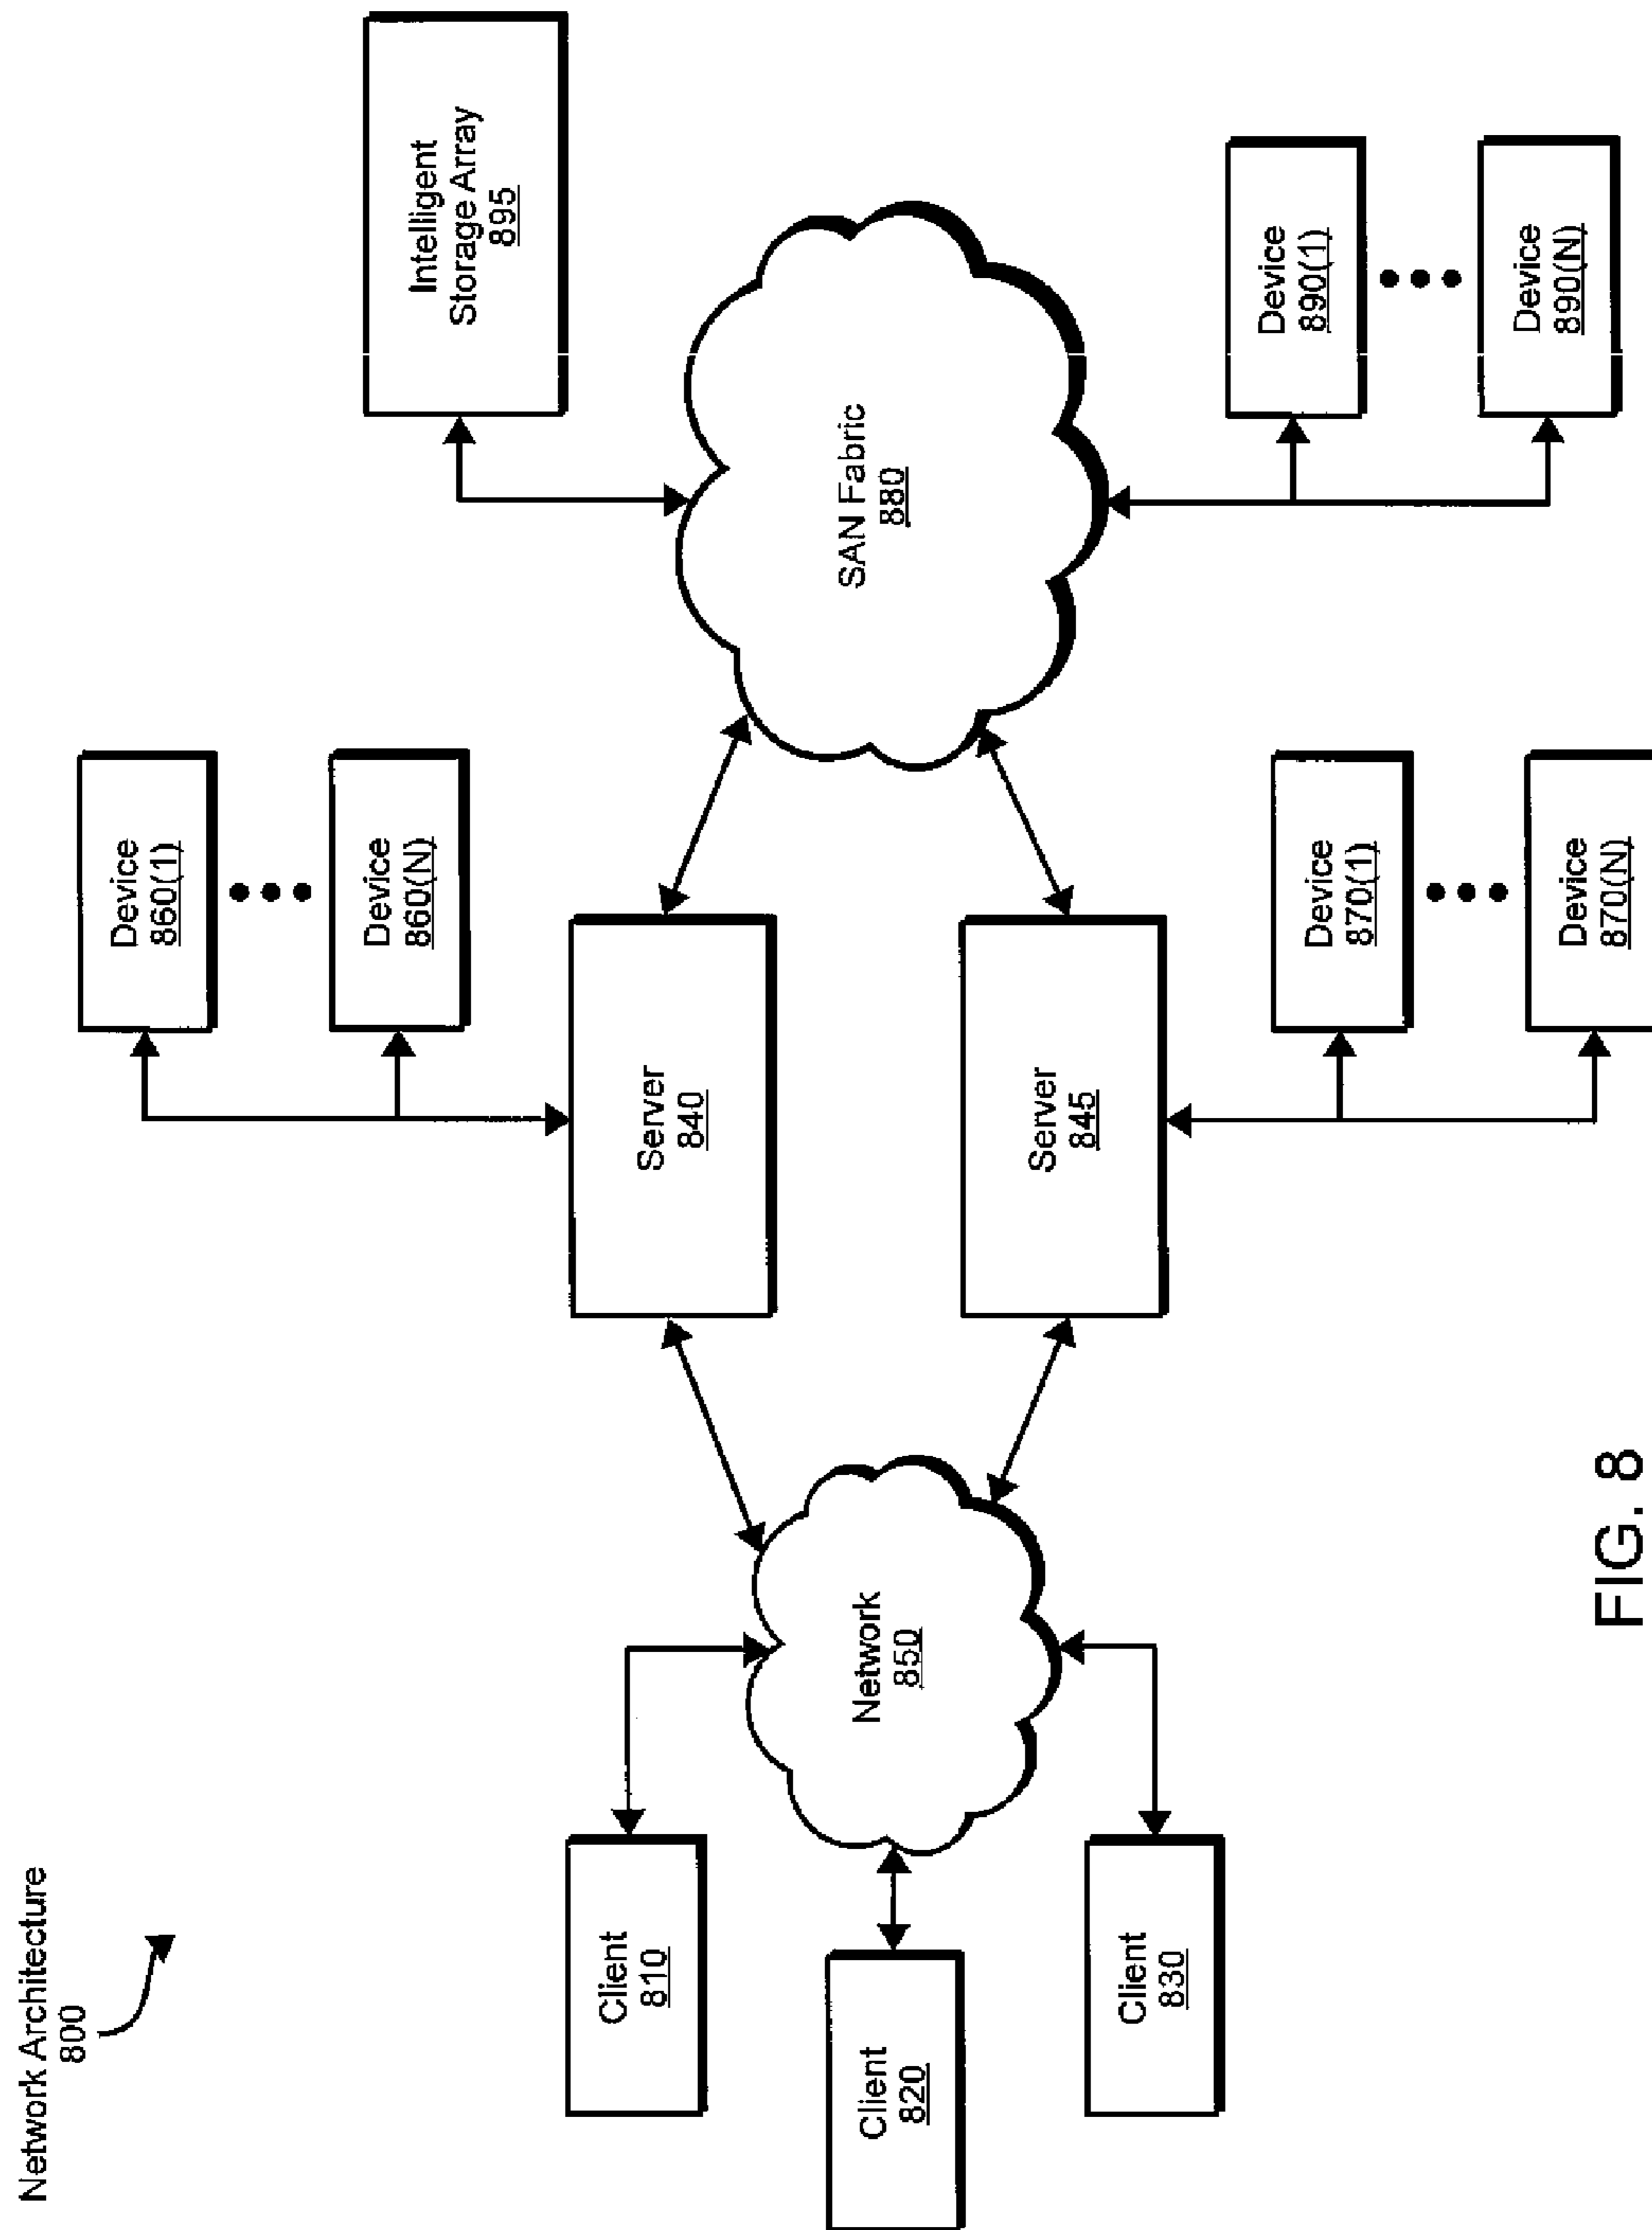 Network Architecture
800
Device
860(1)
Device
860(N)
Intelligent
Storage Array
895
Client
810
Server
840
Client
820
Network
850
SAN Fabric
880
Client
830
Server
845
Device
870(1)
Device
870(N)
Device
890(1)
Device
890(N)
FIG. 8